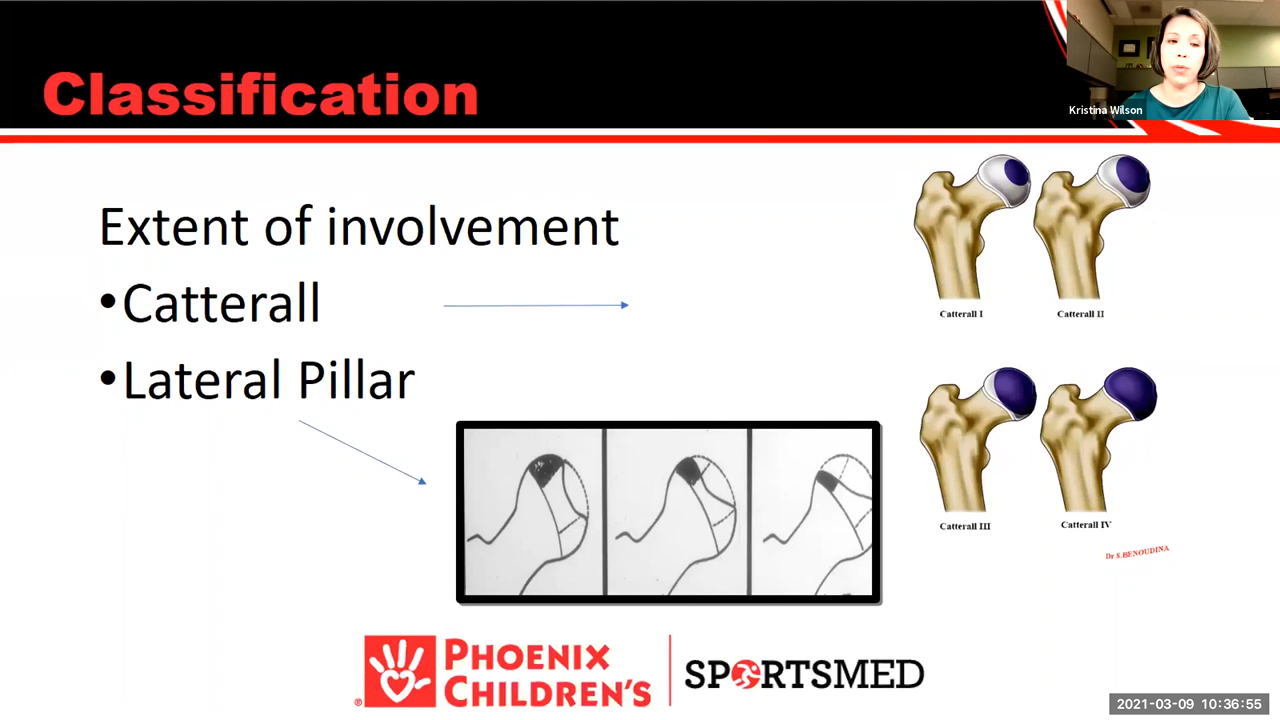 Classification
Kristina Wilson
Extent of involvement
•Catterall
•Lateral Pillar
Catterall I
Catterall II
Catterall III
Catterall IV
Dr S.BENOUDINA
PHOENIX
CHILDREN'S
®
SPORTSMED
2021-03-09 10:36:55